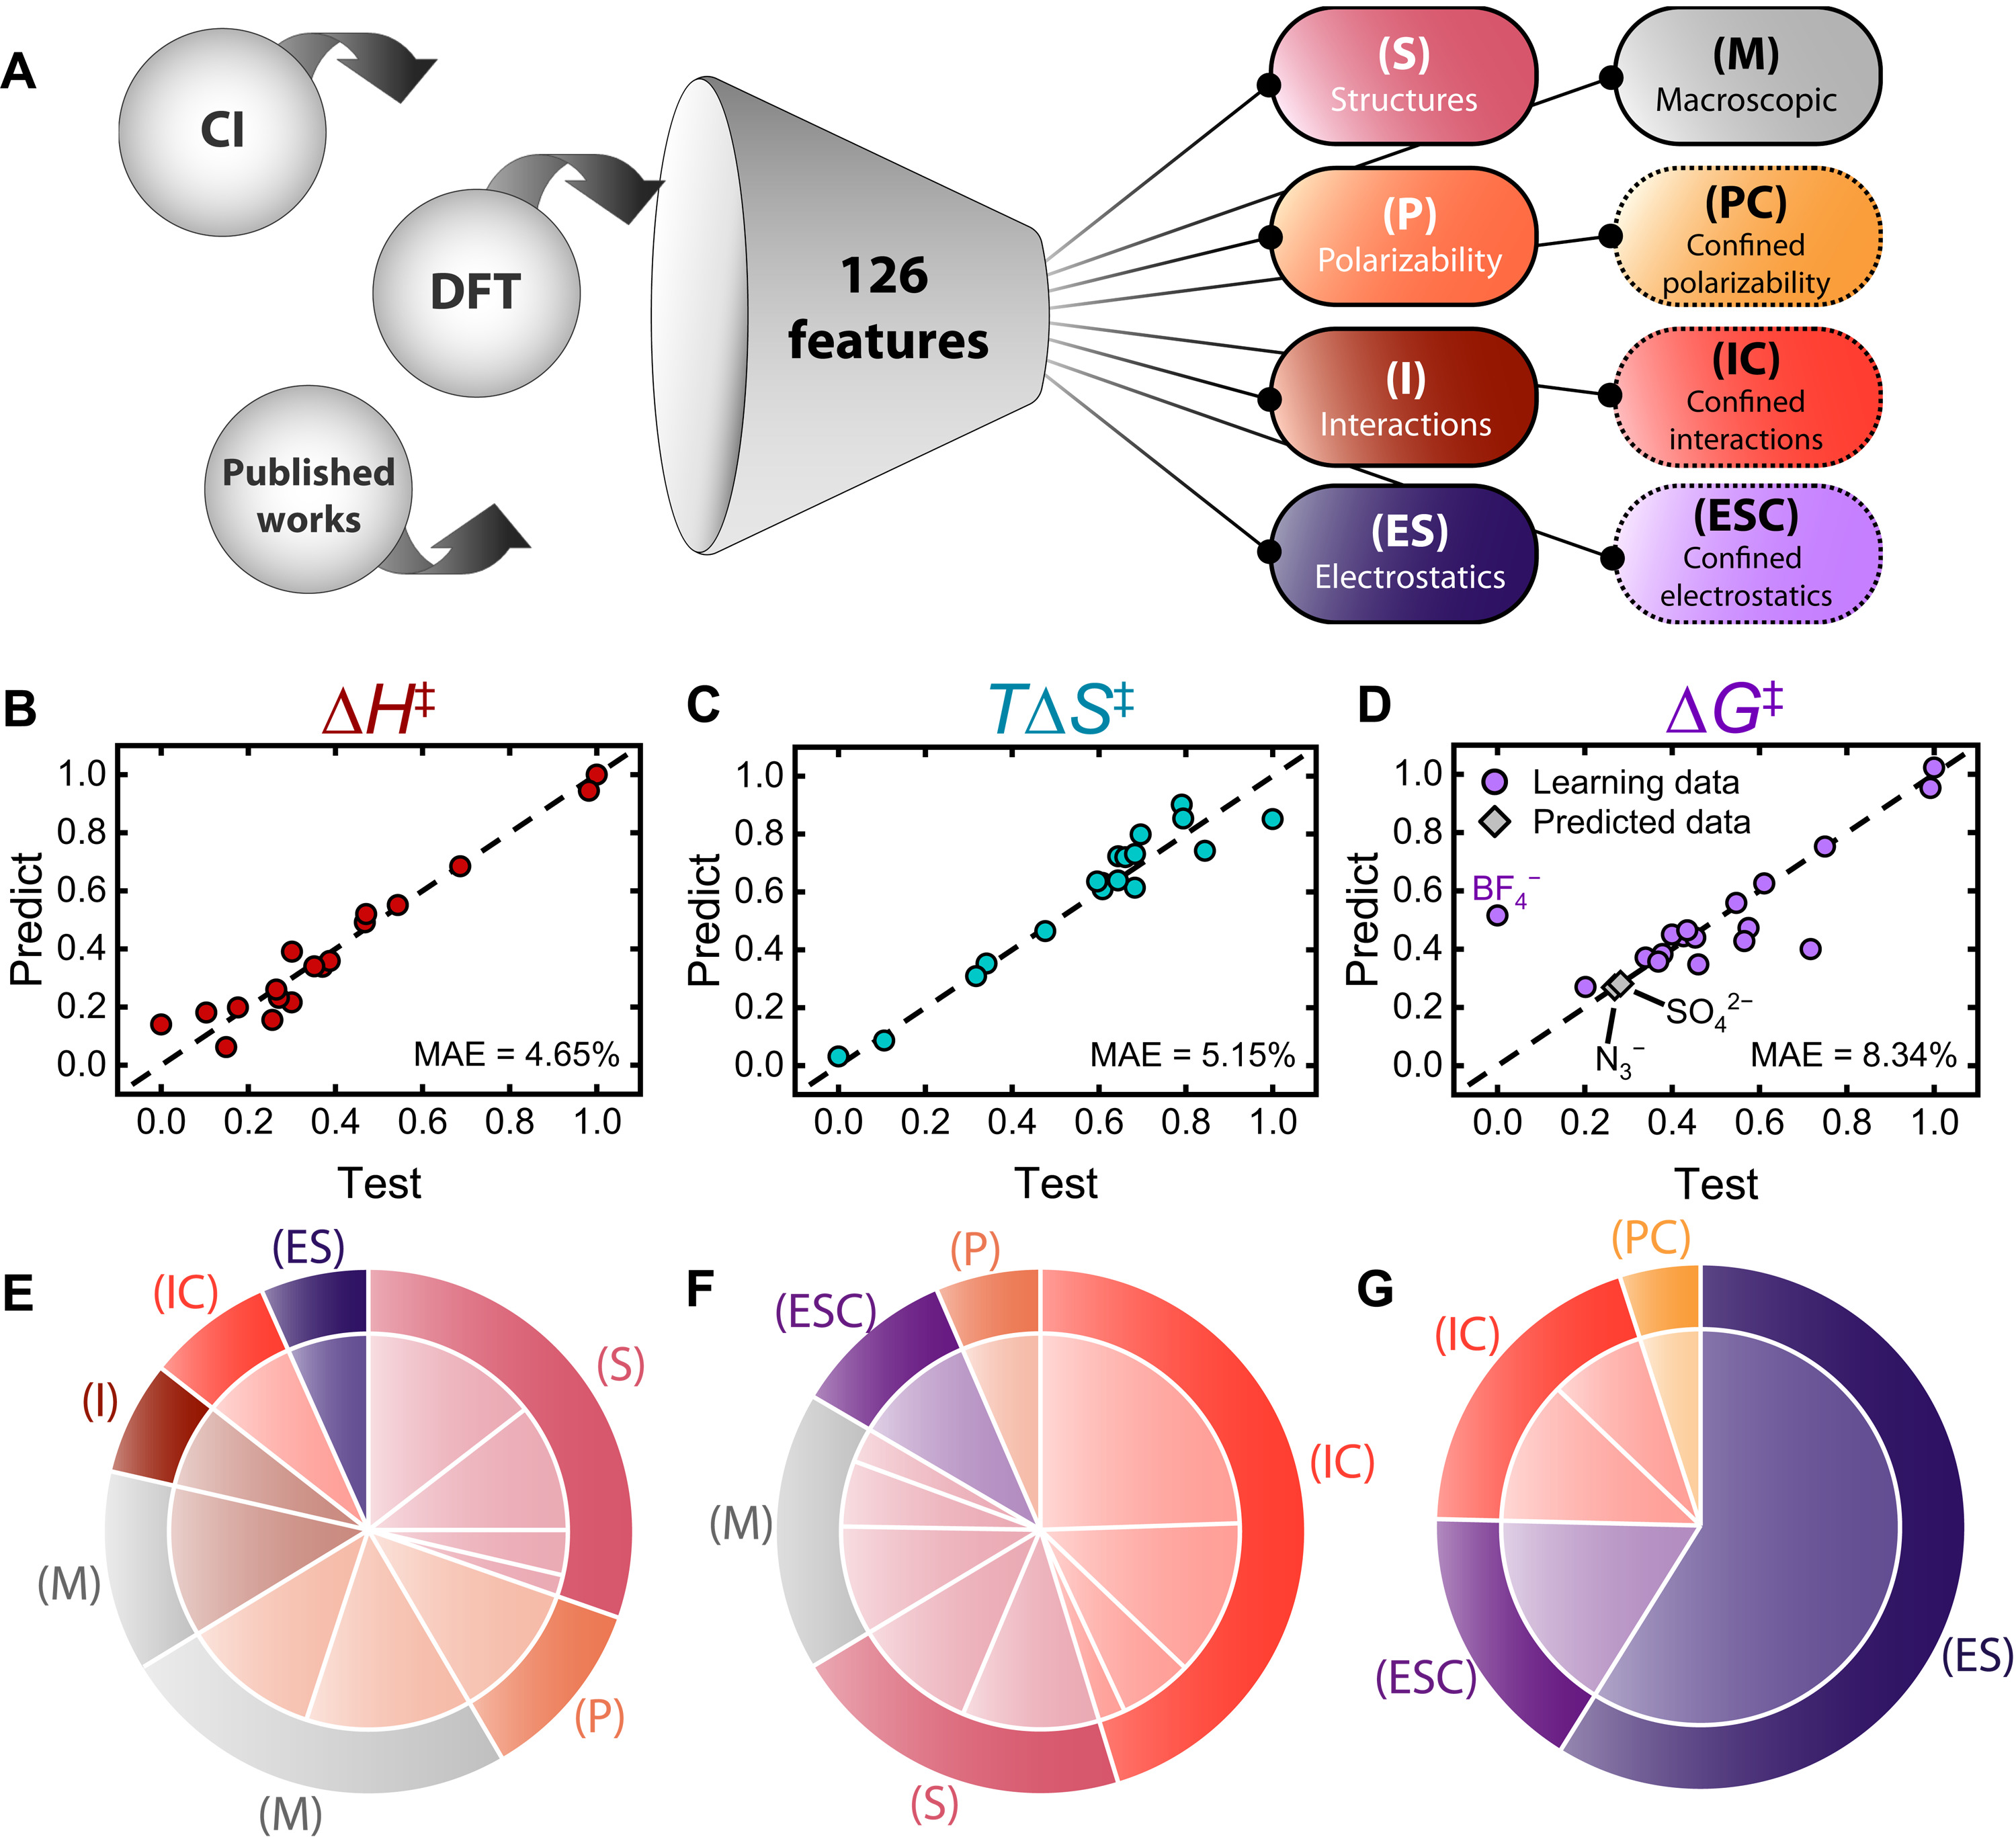 A
CI
DFT
Published
works
126
features
(S)
Structures
(M)
Macroscopic
(P)
Polarizability
(PC)
Confined
polarizability
(I)
Interactions
(IC)
Confined
interactions
(ES)
Electrostatics
(ESC)
Confined
electrostatics
B
ΔH‡
Predict
1.0
0.8
0.6
0.4
0.2
0.0
MAE = 4.65%
0.0 0.2 0.4 0.6 0.8 1.0
Test
C
TΔS‡
Predict
1.0
0.8
0.6
0.4
0.2
0.0
MAE = 5.15%
0.0 0.2 0.4 0.6 0.8 1.0
Test
D
ΔG‡
Predict
1.0
0.8
0.6
0.4
0.2
0.0
Learning data
Predicted data
BF₄⁻
SO₄²⁻
N₃⁻
MAE = 8.34%
0.0 0.2 0.4 0.6 0.8 1.0
Test
E
(ES)
(IC)
(S)
(I)
(M)
(P)
(M)
F
(P)
(ESC)
(IC)
(M)
(S)
G
(PC)
(IC)
(ESC)
(ES)